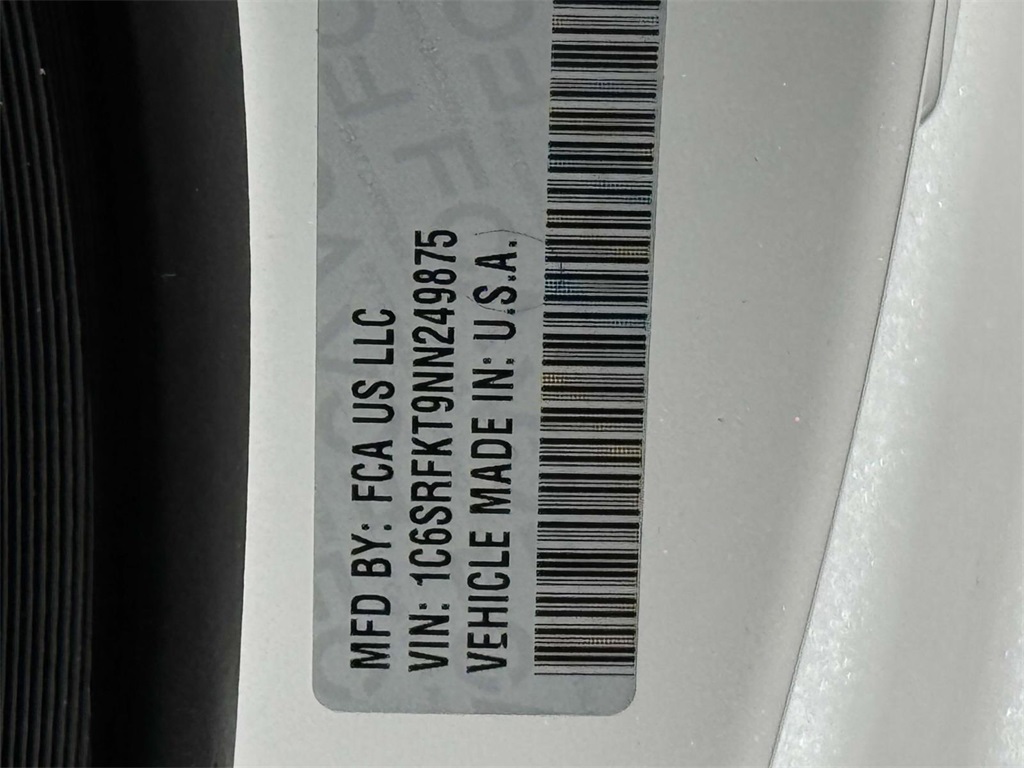 MFD BY: FCA US LLC
VIN: 1C6SRFKT9NN249875
VEHICLE MADE IN: U.S.A.